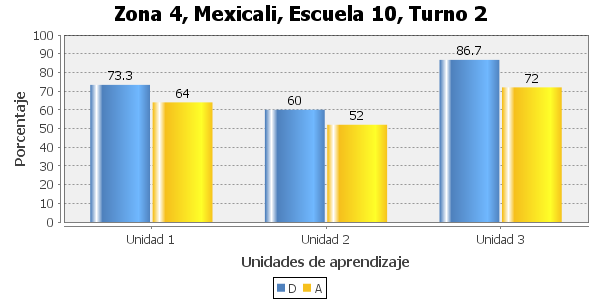 Zona 4, Mexicali, Escuela 10, Turno 2
Porcentaje
100
90
80
70
60
50
40
30
20
10
0
73.3
64
60
52
86.7
72
Unidad 1
Unidad 2
Unidad 3
Unidades de aprendizaje
D
A